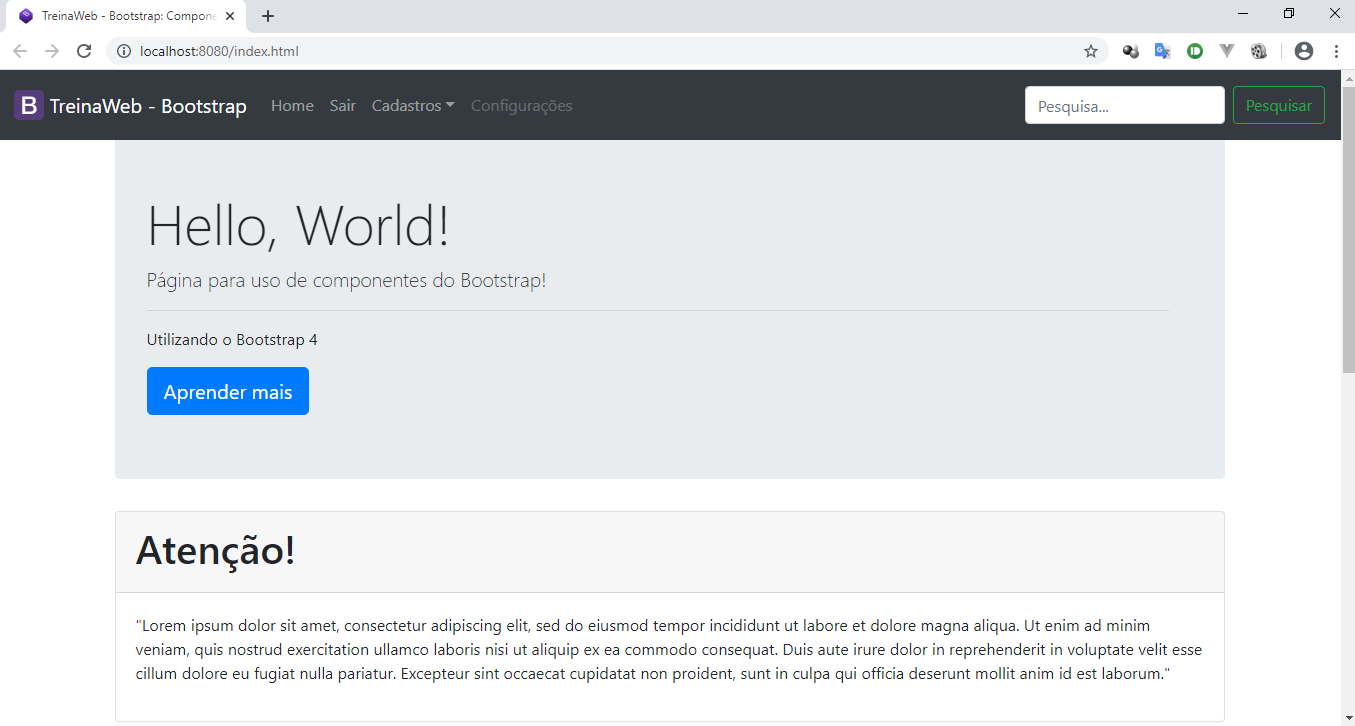 TreinaWeb - Bootstrap: Compone
localhost:8080/index.html
B TreinaWeb - Bootstrap Home Sair Cadastros Configurações Pesquisa... Pesquisar
Hello, World!
Página para uso de componentes do Bootstrap!
Utilizando o Bootstrap 4
Aprender mais
Atenção!
"Lorem ipsum dolor sit amet, consectetur adipiscing elit, sed do eiusmod tempor incididunt ut labore et dolore magna aliqua. Ut enim ad minim
veniam, quis nostrud exercitation ullamco laboris nisi ut aliquip ex ea commodo consequat. Duis aute irure dolor in reprehenderit in voluptate velit esse
cillum dolore eu fugiat nulla pariatur. Excepteur sint occaecat cupidatat non proident, sunt in culpa qui officia deserunt mollit anim id est laborum."